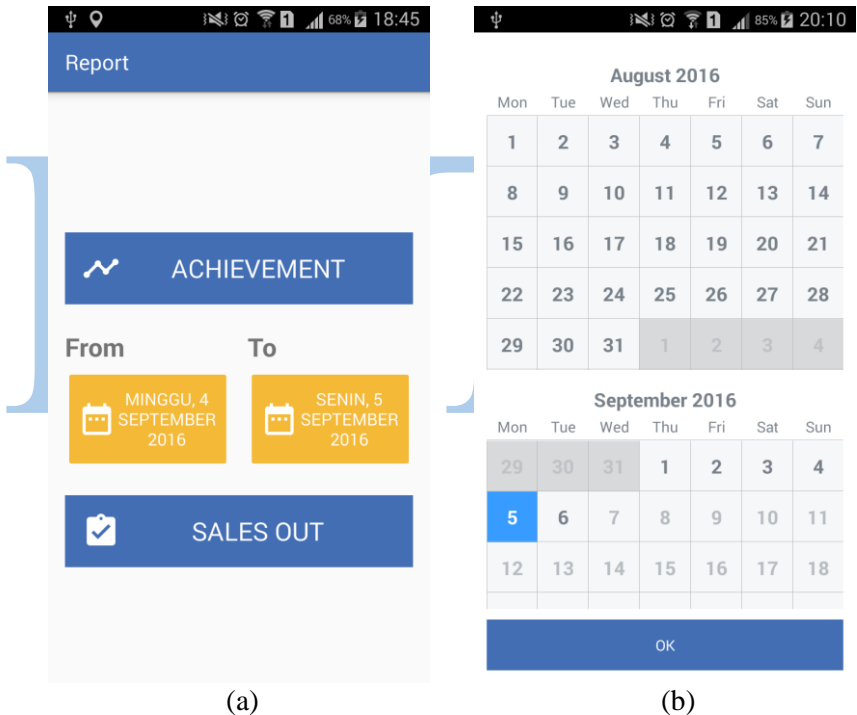 68% 18:45
Report
ACHIEVEMENT
From To
MINGGU, 4
SEPTEMBER
2016
SENIN, 5
SEPTEMBER
2016
SALES OUT
(a)
1 85% 20:10
August 2016
Mon Tue Wed Thu Fri Sat Sun
1 2 3 4 5 6 7
8 9 10 11 12 13 14
15 16 17 18 19 20 21
22 23 24 25 26 27 28
29 30 31 1 2 3 4
September 2016
Mon Tue Wed Thu Fri Sat Sun
29 30 31 1 2 3 4
5 6 7 8 9 10 11
12 13 14 15 16 17 18
OK
(b)